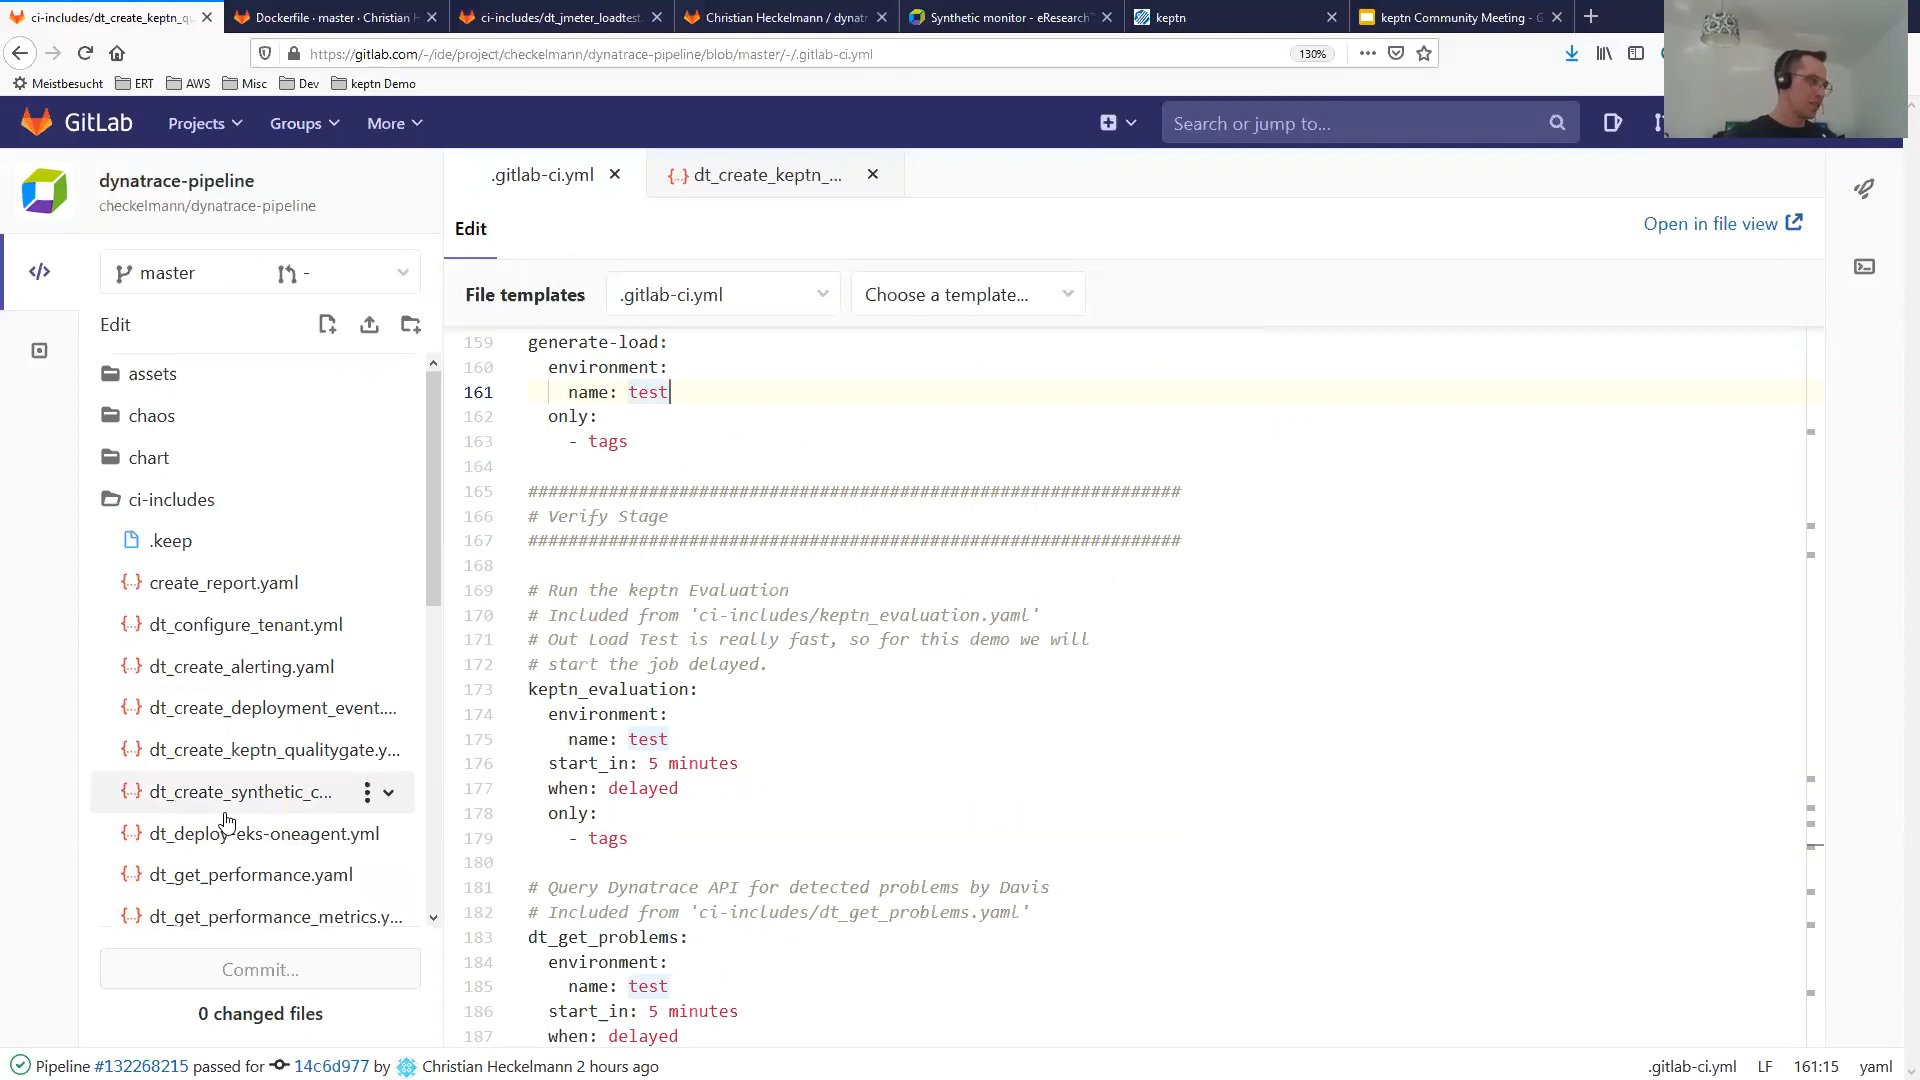 ci-includes/dt_create_keptn_qu
Dockerfile · master · Christian H
ci-includes/dt_jmeter_loadtest.
Christian Heckelmann / dynatr
Synthetic monitor - eResearchT
keptn
keptn Community Meeting - G
https://gitlab.com/-/ide/project/checkelmann/dynatrace-pipeline/blob/master/-/.gitlab-ci.yml
130%
Meistbesucht
ERT
AWS
Misc
Dev
keptn Demo
GitLab
Projects
Groups
More
Search or jump to...
dynatrace-pipeline
checkelmann/dynatrace-pipeline
master
-
Edit
assets
chaos
chart
ci-includes
.keep
create_report.yaml
dt_configure_tenant.yml
dt_create_alerting.yaml
dt_create_deployment_event....
dt_create_keptn_qualitygate.y...
dt_create_synthetic_c...
dt_deploy-eks-oneagent.yml
dt_get_performance.yaml
dt_get_performance_metrics.y...
Commit...
0 changed files
.gitlab-ci.yml
dt_create_keptn_...
Edit
Open in file view
File templates
.gitlab-ci.yml
Choose a template...
159 generate-load:
160 environment:
161 name: test
162 only:
163 - tags
164
165 #################################################################
166 # Verify Stage
167 #################################################################
168
169 # Run the keptn Evaluation
170 # Included from 'ci-includes/keptn_evaluation.yaml'
171 # Out Load Test is really fast, so for this demo we will
172 # start the job delayed.
173 keptn_evaluation:
174 environment:
175 name: test
176 start_in: 5 minutes
177 when: delayed
178 only:
179 - tags
180
181 # Query Dynatrace API for detected problems by Davis
182 # Included from 'ci-includes/dt_get_problems.yaml'
183 dt_get_problems:
184 environment:
185 name: test
186 start_in: 5 minutes
187 when: delayed
Pipeline #132268215 passed for 14c6d977 by Christian Heckelmann 2 hours ago
.gitlab-ci.yml LF 161:15 yaml